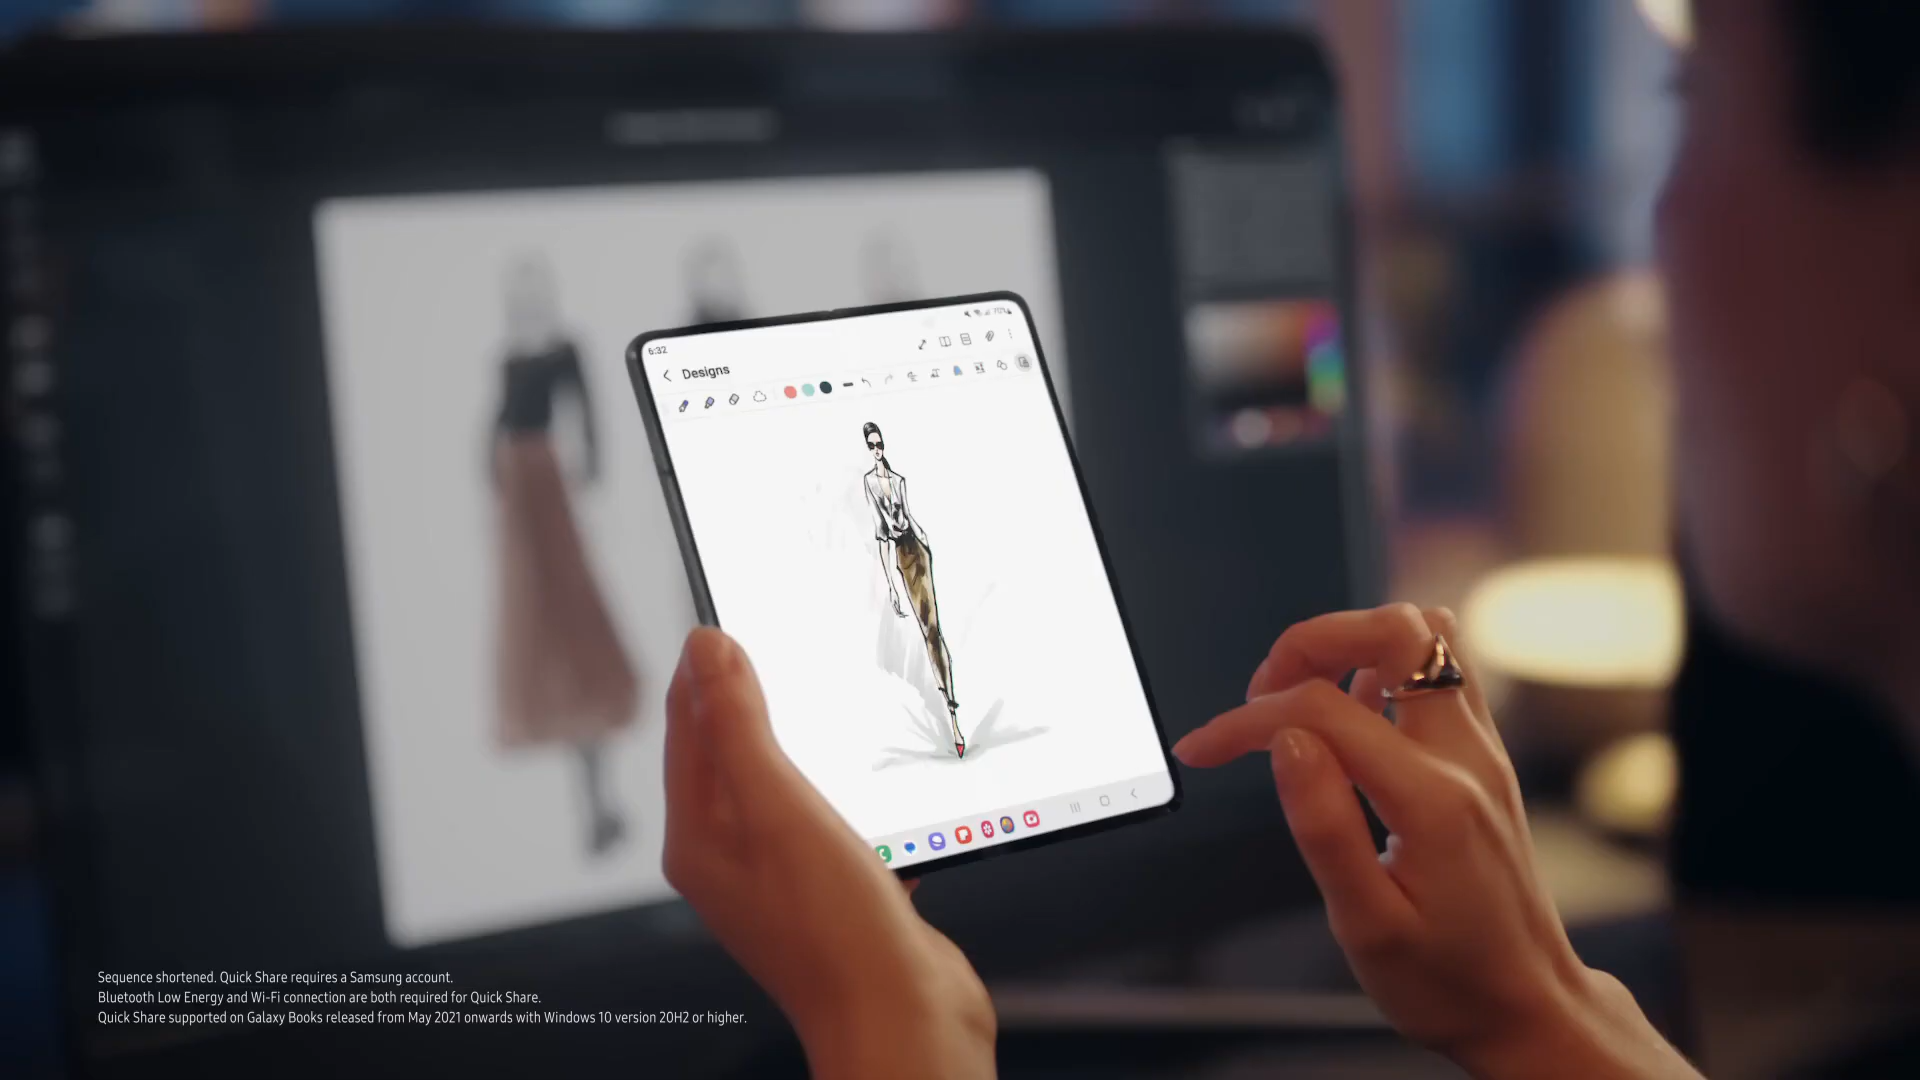 6:32
70%
Designs
Sequence shortened. Quick Share requires a Samsung account.
Bluetooth Low Energy and Wi-Fi connection are both required for Quick Share.
Quick Share supported on Galaxy Books released from May 2021 onwards with Windows 10 version 20H2 or higher.